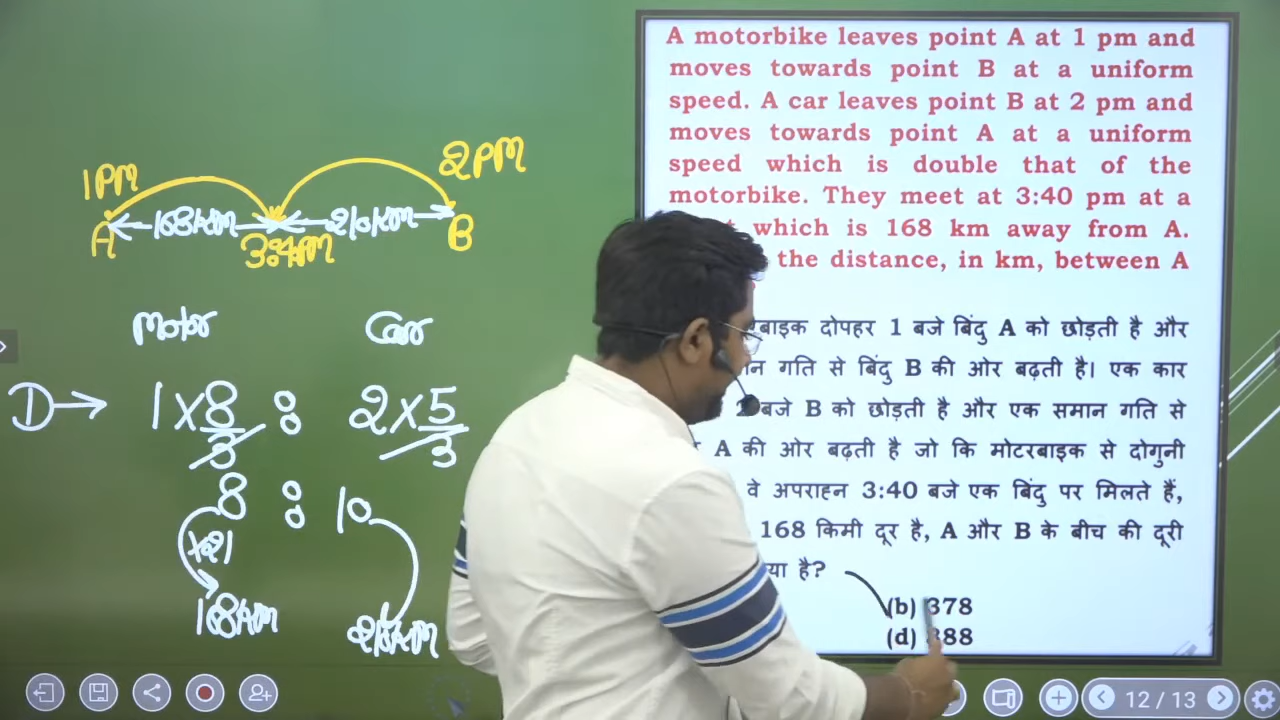 A motorbike leaves point A at 1 pm and
moves towards point B at a uniform
speed. A car leaves point B at 2 pm and
moves towards point A at a uniform
speed which is double that of the
motorbike. They meet at 3:40 pm at a
which is 168 km away from A.
the distance, in km, between A
दोपहर 1 बजे बिंदु A को छोड़ती है और
गति से बिंदु B की ओर बढ़ती है। एक कार
बजे B को छोड़ती है और एक समान गति से
A की ओर बढ़ती है जो कि मोटरबाइक से दोगुनी
वे अपराह्न 3:40 बजे एक बिंदु पर मिलते हैं,
168 किमी दूर है, A और B के बीच की दूरी
है?
(b) 378
(d) 388
1PM
2PM
168KM
210KM
A
B
Motor
Car
D→ 1×8/3 : 2×5/3
8 : 10
×21
168KM
210KM
12 / 13